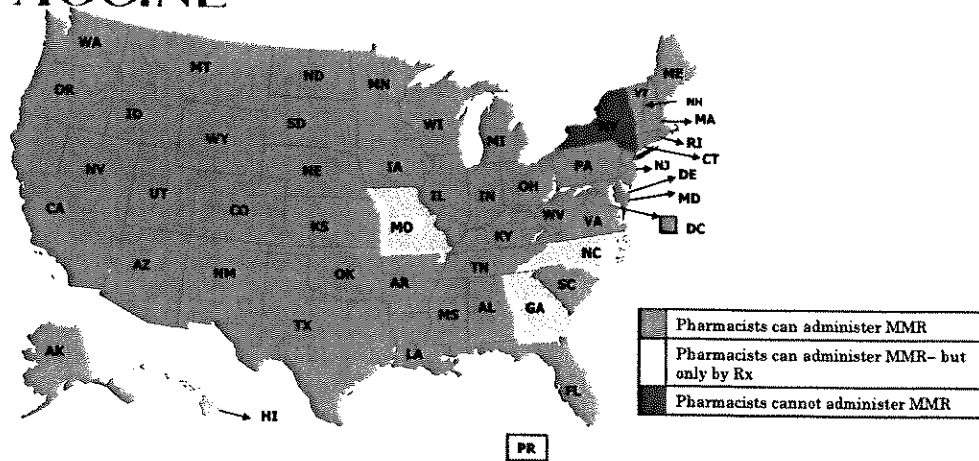 WA
MT
ND
MN
ME
VT
NH
OR
ID
SD
WI
MI
NY
MA
WY
RI
CT
NV
NE
IA
PA
NJ
UT
IL
IN
OH
DE
CA
CO
MD
WV
VA
KS
MO
KY
DC
NC
AZ
NM
OK
AR
TN
SC
AL
GA
MS
TX
AK
LA
FL
HI
PR
Pharmacists can administer MMR
Pharmacists can administer MMR– but
only by Rx
Pharmacists cannot administer MMR